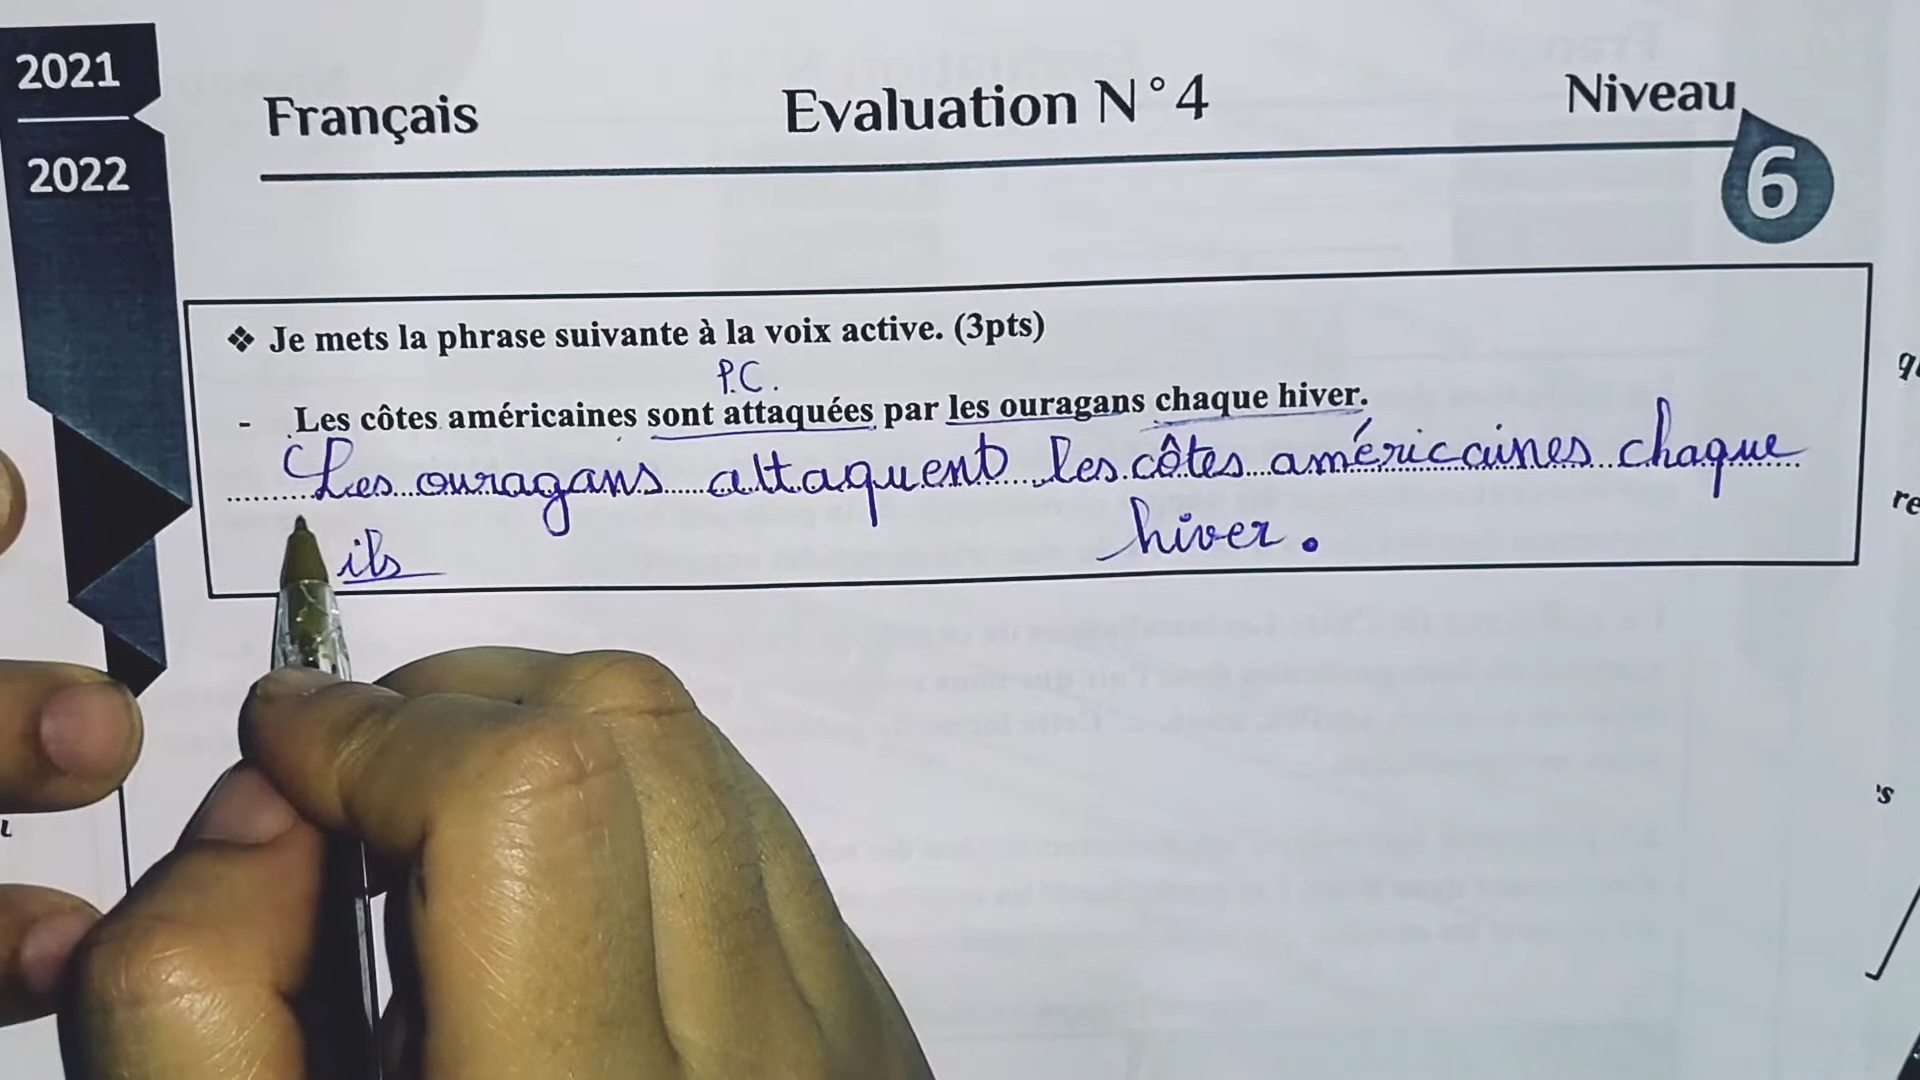 2021
2022
Français
Evaluation N°4
Niveau
6
❖ Je mets la phrase suivante à la voix active. (3pts)
P.C.
- Les côtes américaines sont attaquées par les ouragans chaque hiver.
Les ouragans attaquent les côtes américaines chaque
hiver.
ils
re
's